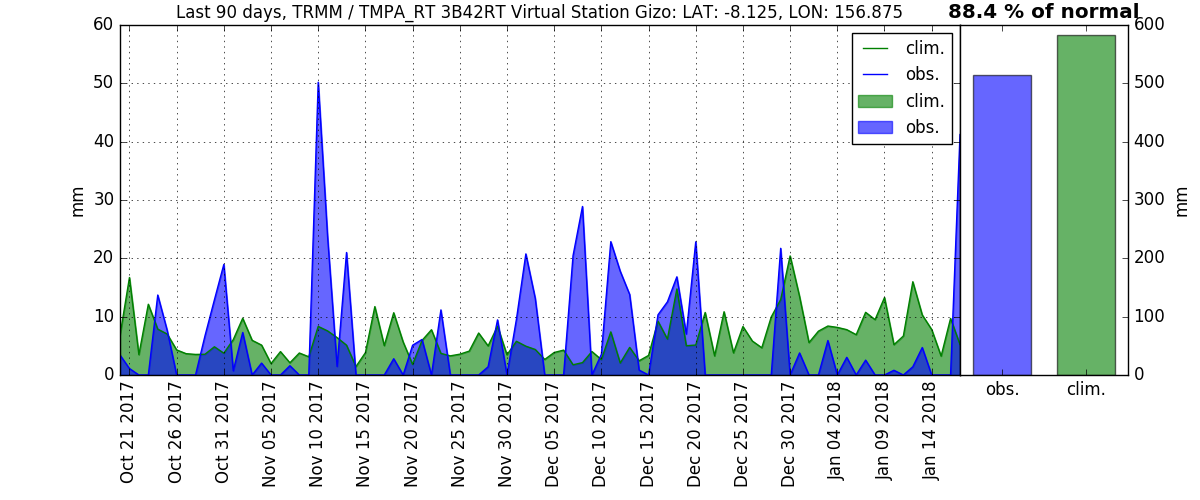 Last 90 days, TRMM / TMPA_RT 3B42RT Virtual Station Gizo: LAT: -8.125, LON: 156.875
88.4 % of normal
60
50
40
30
20
10
0
mm
clim.
obs.
clim.
obs.
600
500
400
300
200
100
0
mm
obs.
clim.
Oct 21 2017
Oct 26 2017
Oct 31 2017
Nov 05 2017
Nov 10 2017
Nov 15 2017
Nov 20 2017
Nov 25 2017
Nov 30 2017
Dec 05 2017
Dec 10 2017
Dec 15 2017
Dec 20 2017
Dec 25 2017
Dec 30 2017
Jan 04 2018
Jan 09 2018
Jan 14 2018